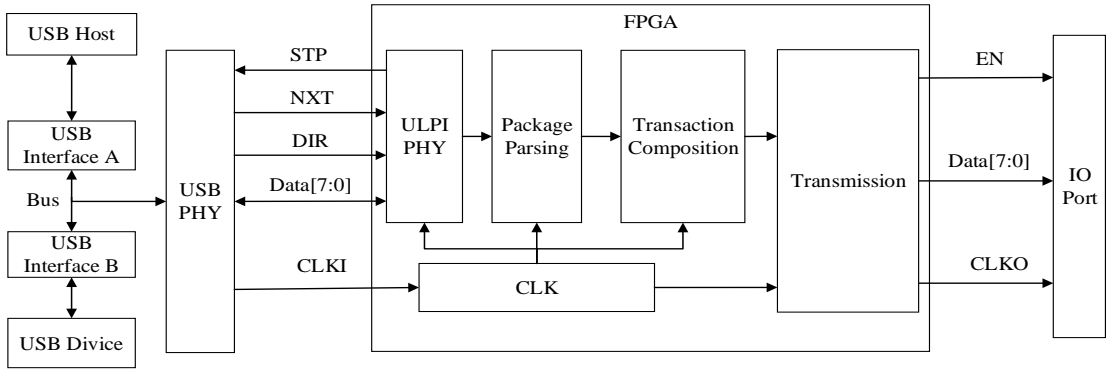 USB Host
USB
Interface A
Bus
USB
Interface B
USB Divice
USB
PHY
STP
NXT
DIR
Data[7:0]
CLKI
FPGA
ULPI
PHY
Package
Parsing
Transaction
Composition
CLK
Transmission
EN
Data[7:0]
CLKO
IO
Port